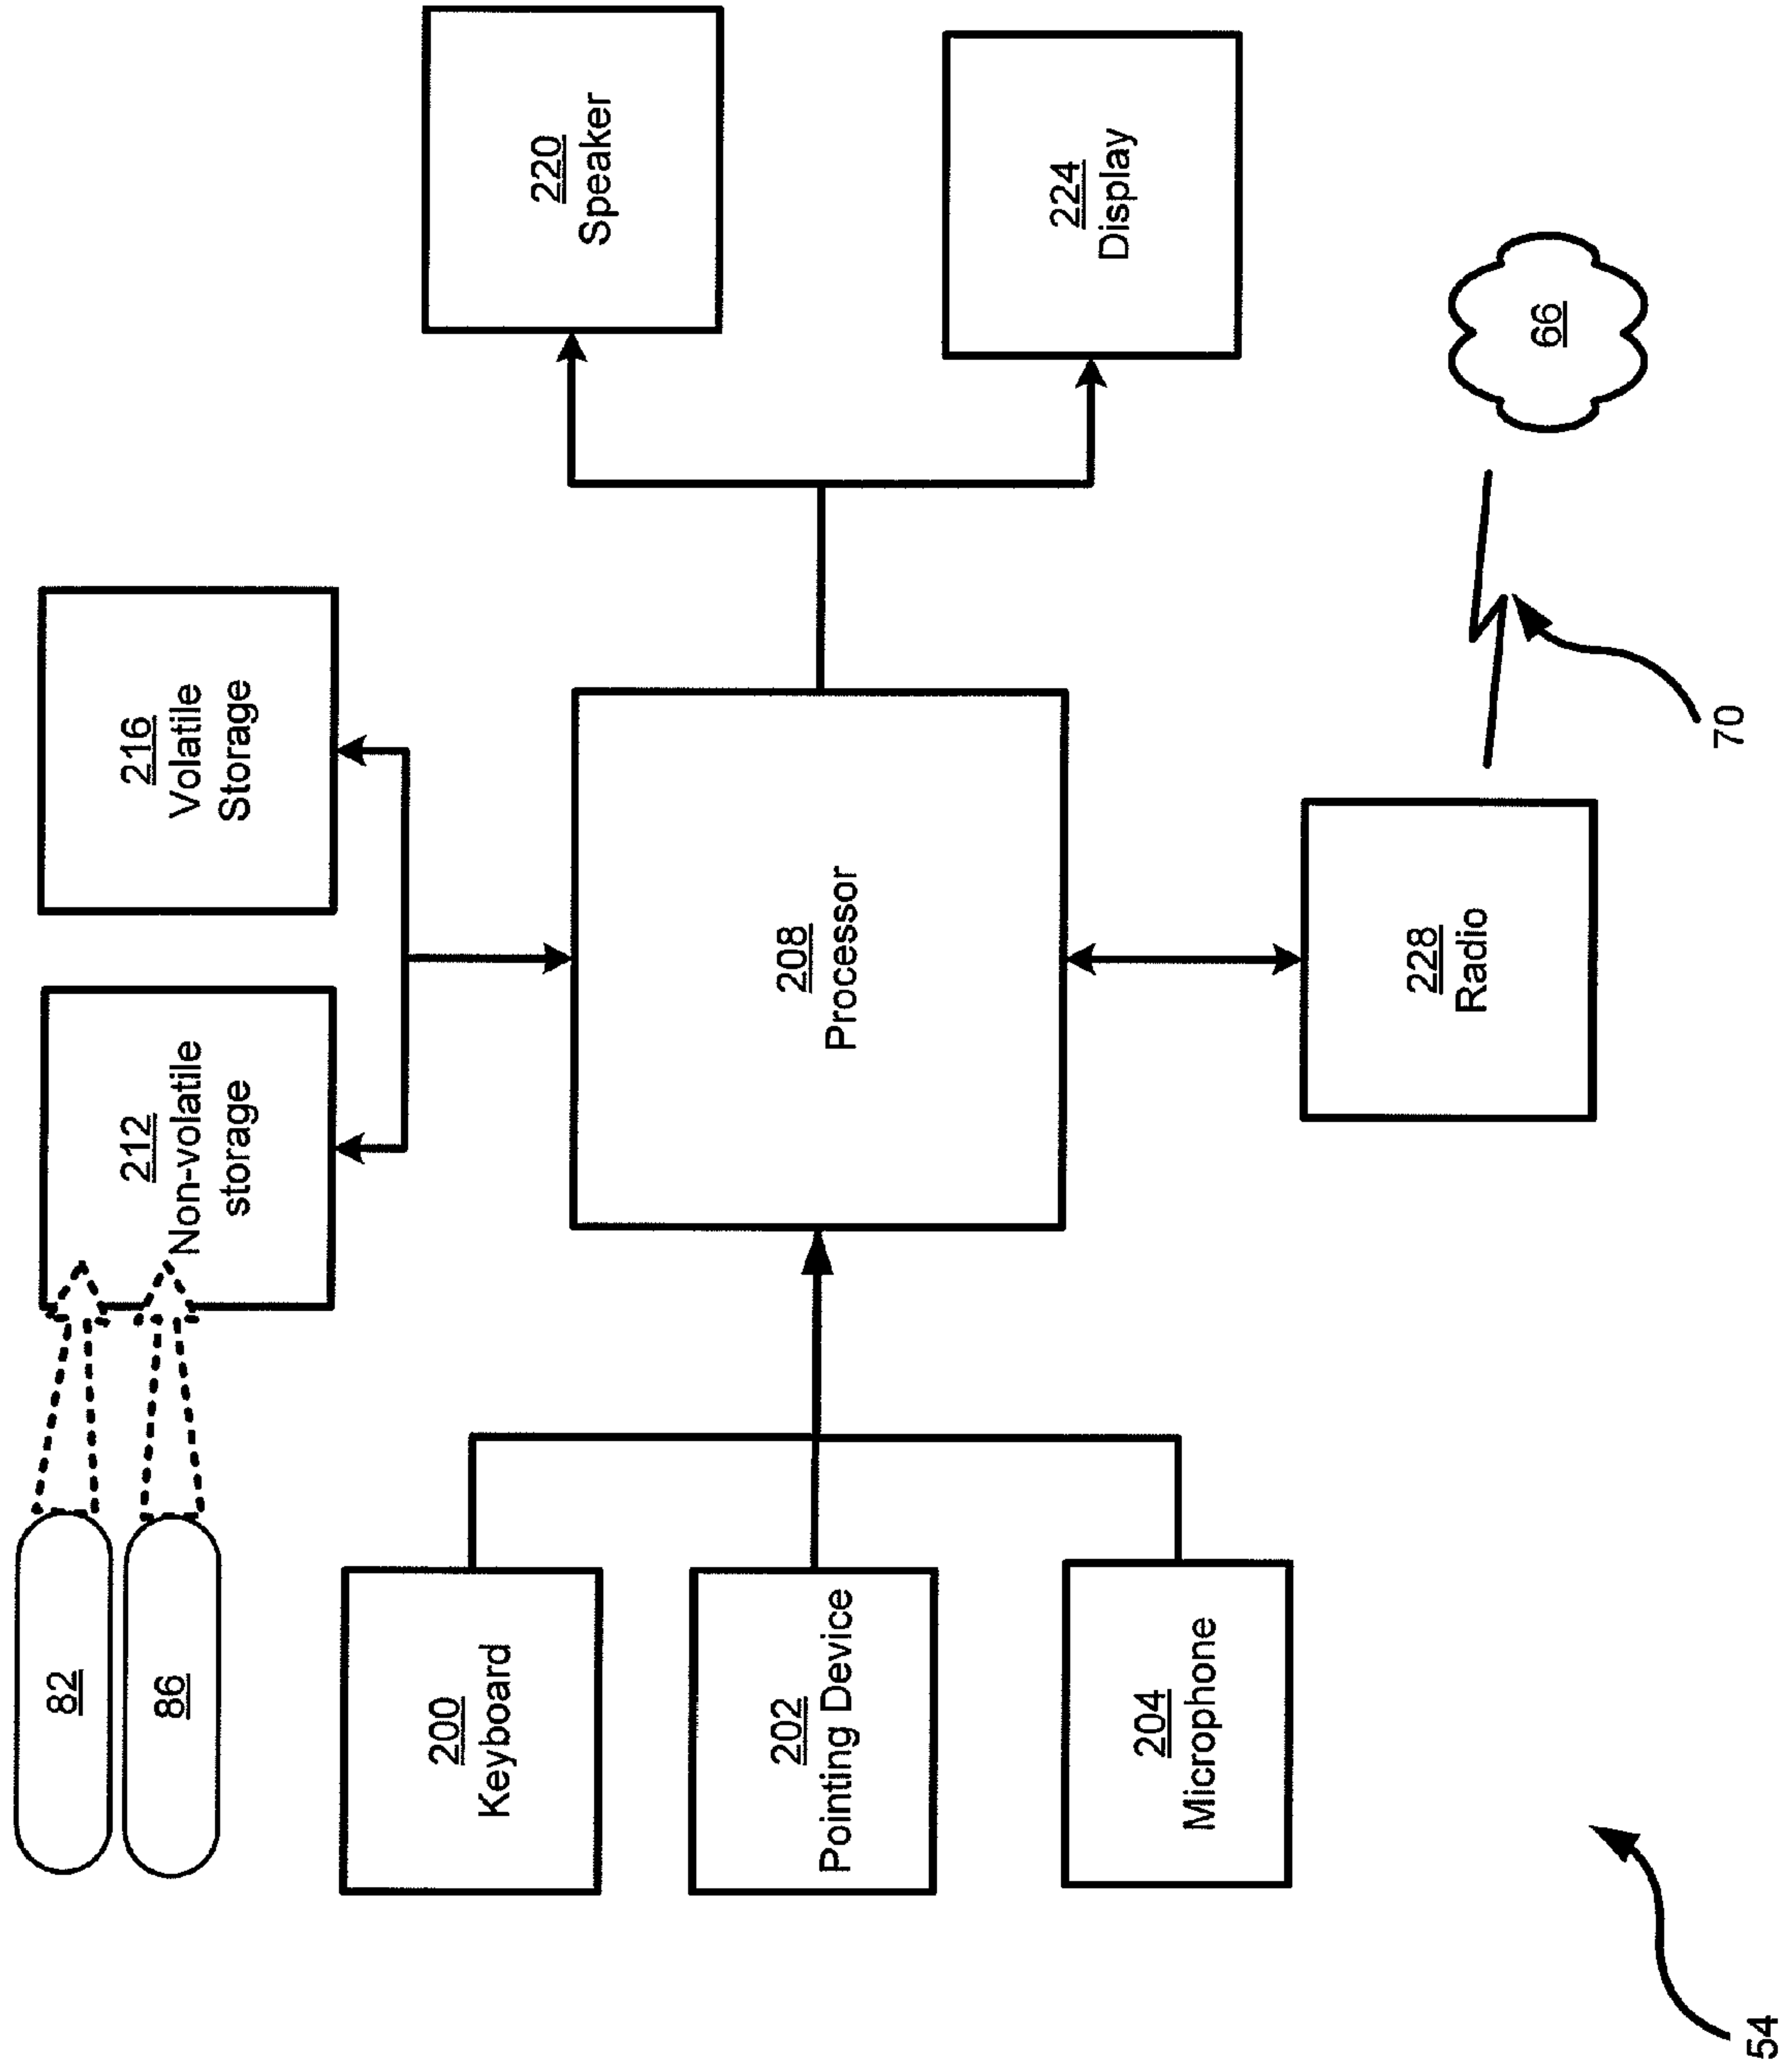 82
86
212
Non-volatile
storage
216
Volatile
Storage
200
Keyboard
202
Pointing Device
204
Microphone
208
Processor
220
Speaker
224
Display
228
Radio
66
70
54